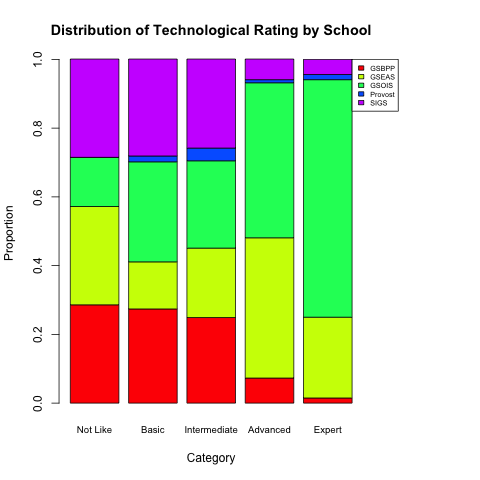 Distribution of Technological Rating by School
GSBPP
GSEAS
GSOIS
Provost
SIGS
1.0
0.8
0.6
0.4
0.2
0.0
Proportion
Not Like
Basic
Intermediate
Advanced
Expert
Category